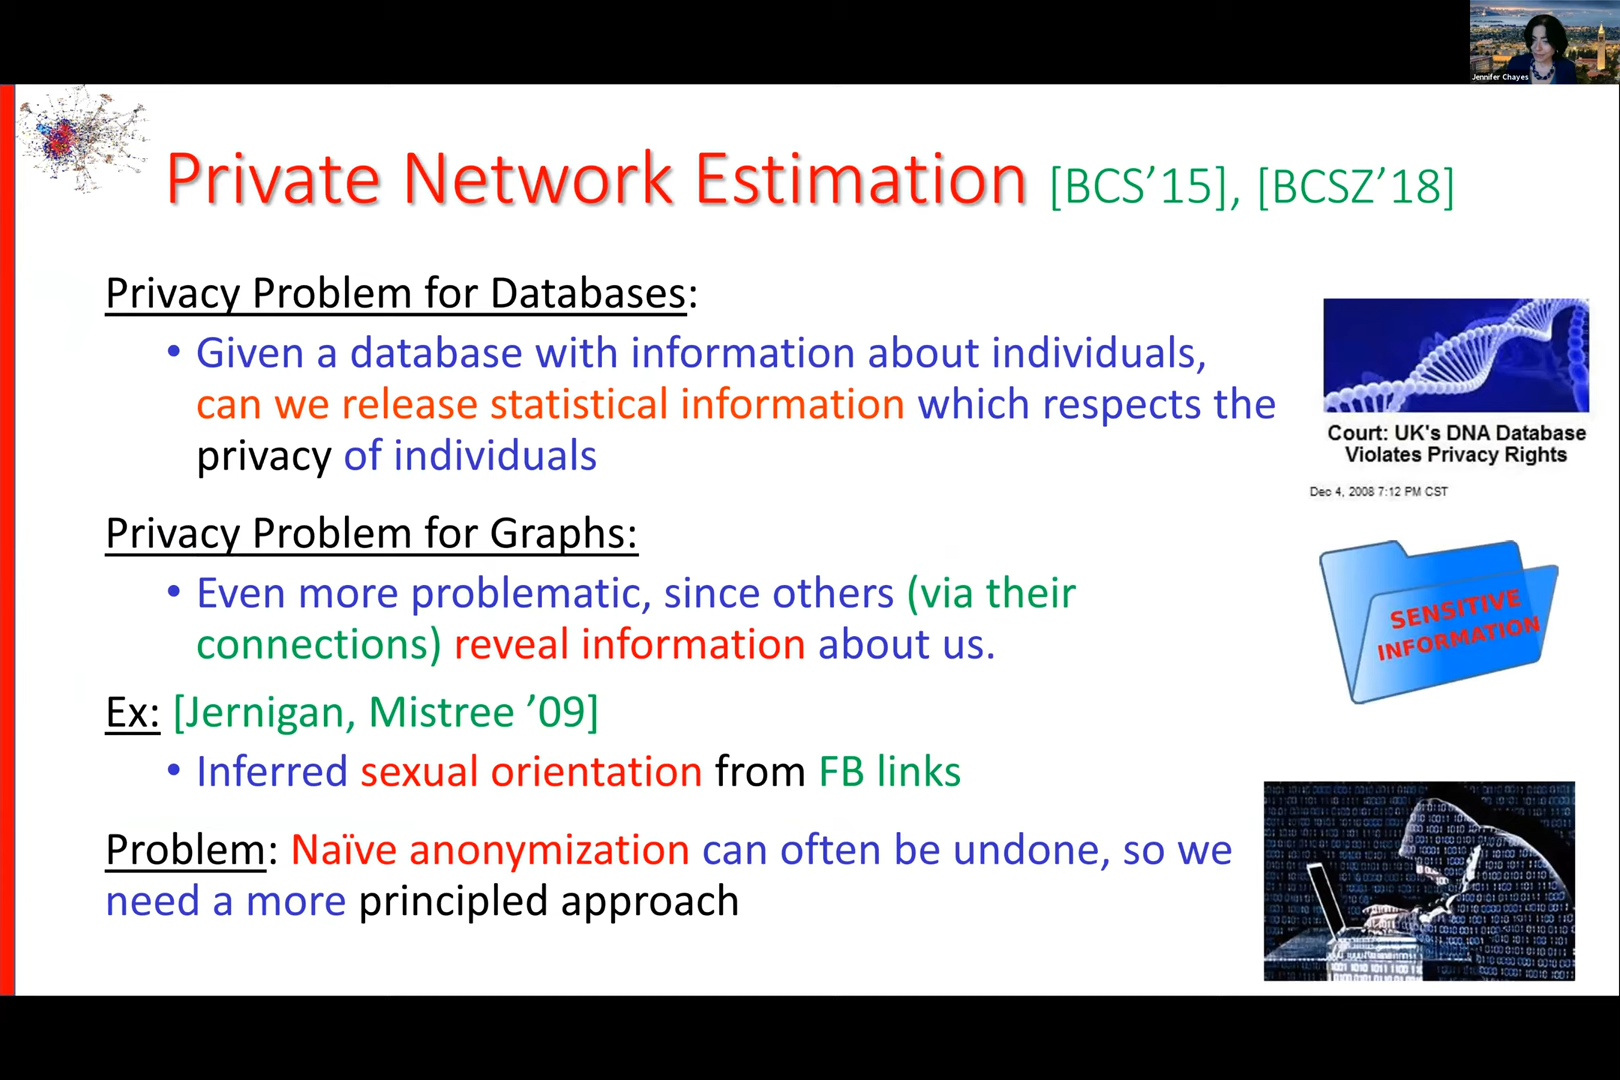 Jennifer Chayes
Private Network Estimation [BCS’15], [BCSZ’18]
Privacy Problem for Databases:
• Given a database with information about individuals,
can we release statistical information which respects the
privacy of individuals
Court: UK's DNA Database
Violates Privacy Rights
Dec 4, 2008 7:12 PM CST
Privacy Problem for Graphs:
• Even more problematic, since others (via their
connections) reveal information about us.
SENSITIVE
INFORMATION
Ex: [Jernigan, Mistree ’09]
• Inferred sexual orientation from FB links
Problem: Naïve anonymization can often be undone, so we
need a more principled approach